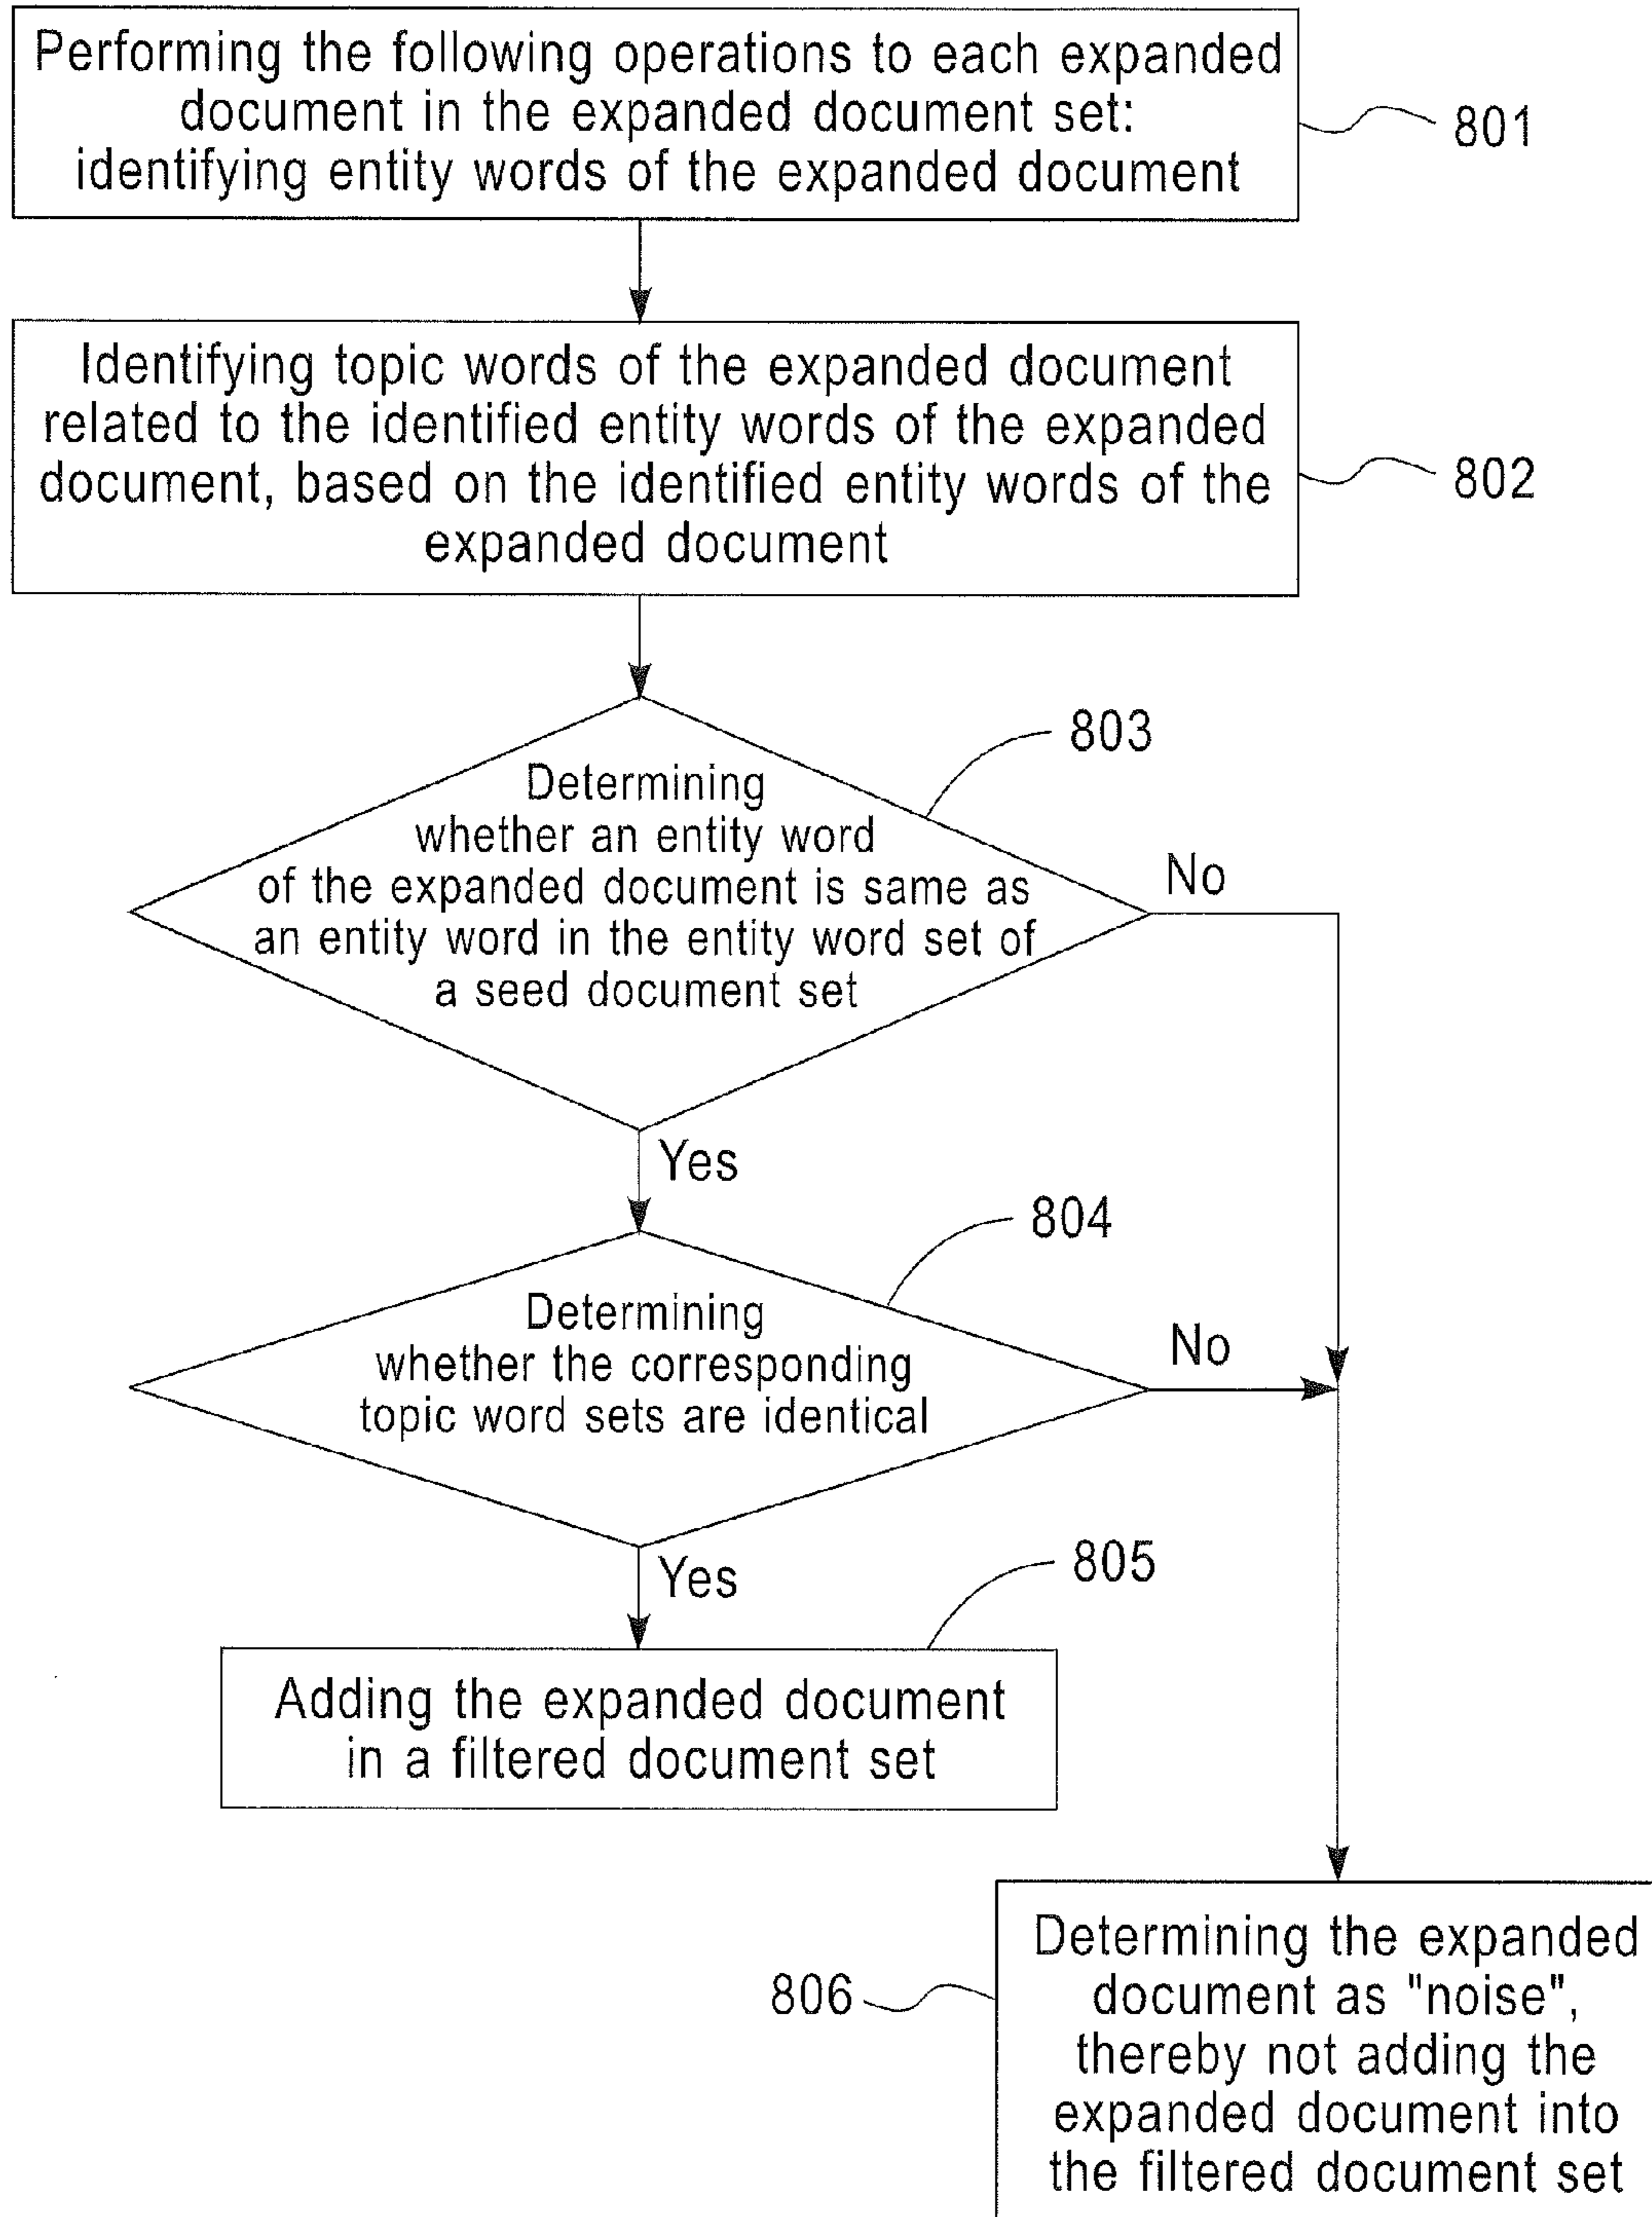 Performing the following operations to each expanded
document in the expanded document set:
identifying entity words of the expanded document
801
Identifying topic words of the expanded document
related to the identified entity words of the expanded
document, based on the identified entity words of the
expanded document
802
803
Determining
whether an entity word
of the expanded document is same as
an entity word in the entity word set of
a seed document set
No
Yes
804
Determining
whether the corresponding
topic word sets are identical
No
Yes
805
Adding the expanded document
in a filtered document set
806
Determining the expanded
document as "noise",
thereby not adding the
expanded document into
the filtered document set